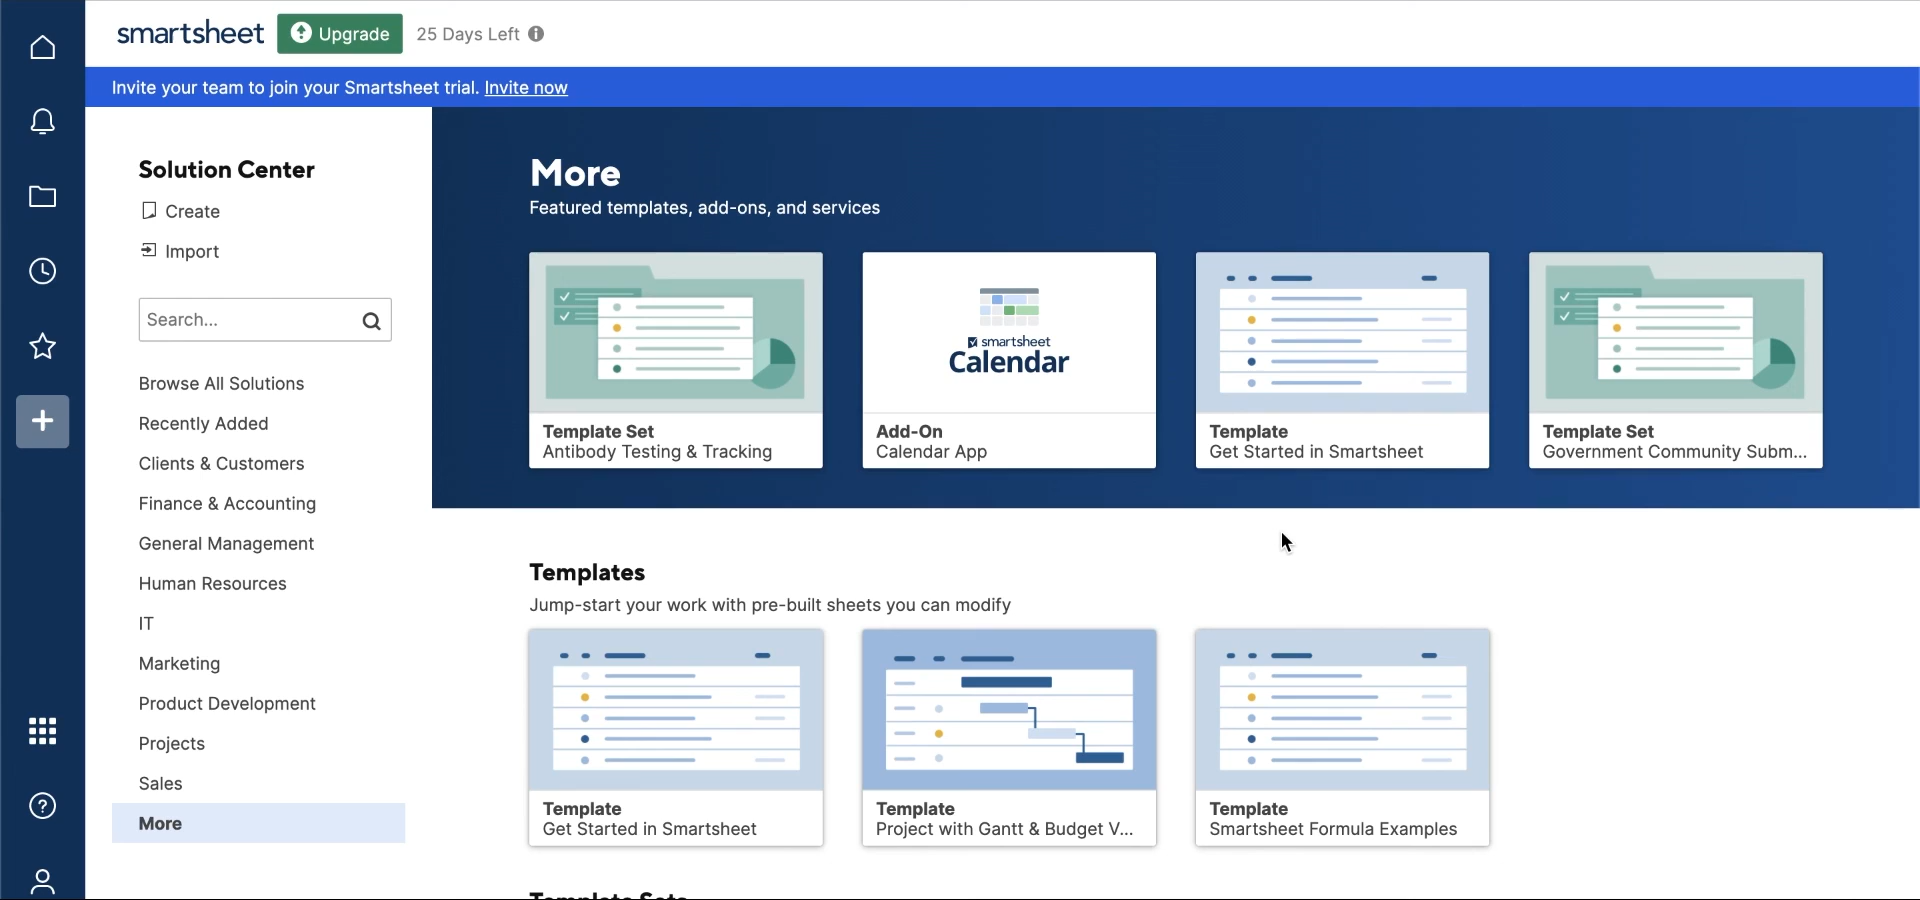 smartsheet
Upgrade
25 Days Left
Invite your team to join your Smartsheet trial. Invite now
Solution Center
Create
Import
Search...
Browse All Solutions
Recently Added
Clients & Customers
Finance & Accounting
General Management
Human Resources
IT
Marketing
Product Development
Projects
Sales
More
More
Featured templates, add-ons, and services
Template Set
Antibody Testing & Tracking
smartsheet
Calendar
Add-On
Calendar App
Template
Get Started in Smartsheet
Template Set
Government Community Subm...
Templates
Jump-start your work with pre-built sheets you can modify
Template
Get Started in Smartsheet
Template
Project with Gantt & Budget V...
Template
Smartsheet Formula Examples
Template Sets